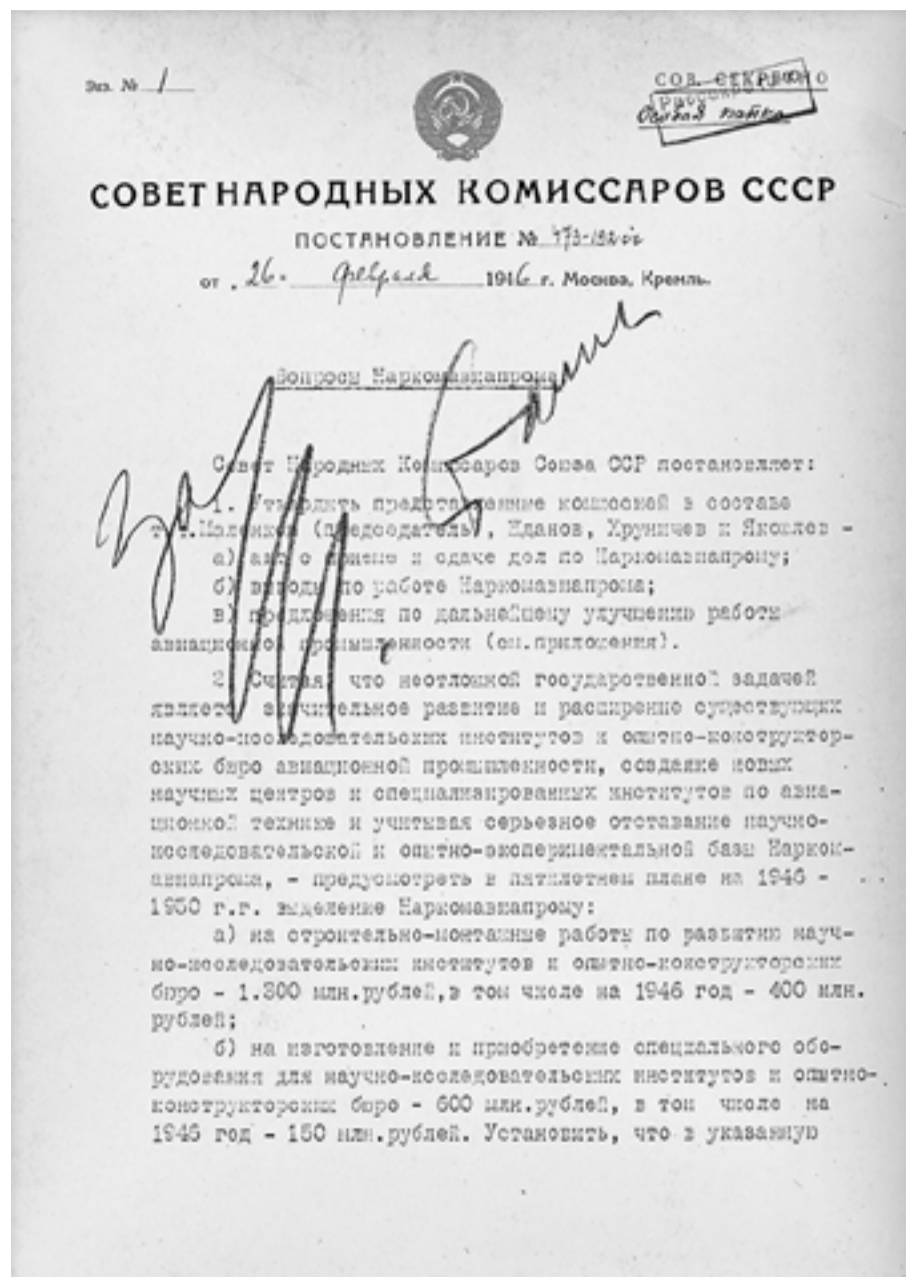 Экз. № 1
СОВ. СЕКРЕТНО
Рассекречено
Особая папка
СОВЕТ НАРОДНЫХ КОМИССАРОВ СССР
ПОСТАНОВЛЕНИЕ №
от 26. февраля 1946 г. Москва, Кремль.
Вопросы Наркомавиапрома
За
Совет Народных Комиссаров Союза ССР постановляет:
1. Утвердить представленные комиссией в составе
т.т.Маленков (председатель), Жданов, Хруничев и Яковлев -
а) акт о приеме и сдаче дел по Наркомавиапрому;
б) выводы по работе Наркомавиапрома;
в) предложения по дальнейшему улучшению работы
авиационной промышленности (см.приложения).
2. Считая, что неотложной государственной задачей
является значительное развитие и расширение существующих
научно-исследовательских институтов и опытно-конструктор-
ских бюро авиационной промышленности, создание новых
научных центров и специализированных институтов по авиа-
ционной технике и учитывая серьезное отставание научно-
исследовательской и опытно-экспериментальной базы Нарком-
авиапрома, - предусмотреть в пятилетнем плане на 1946 -
1950 г.г. выделение Наркомавиапрому:
а) на строительно-монтажные работы по развитию науч-
но-исследовательских институтов и опытно-конструкторских
бюро - 1.300 млн.рублей,в том числе на 1946 год - 400 млн.
рублей;
б) на изготовление и приобретение специального обо-
рудования для научно-исследовательских институтов и опытно-
конструкторских бюро - 600 млн.рублей, в том числе на
1946 год - 150 млн.рублей. Установить, что в указанную